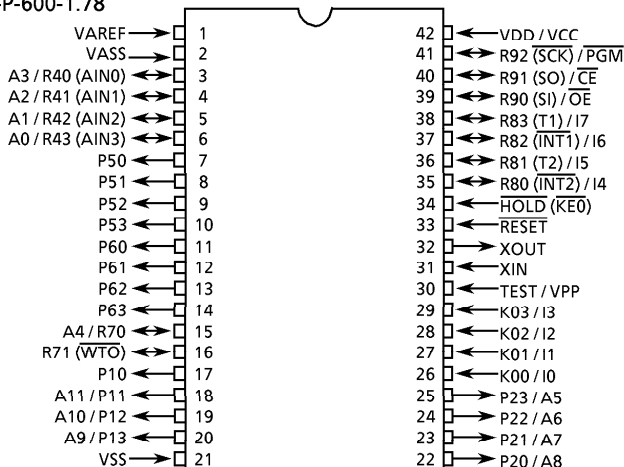 -P-600-1.78
VAREF 1 42 VDD / VCC
VASS 2 41 R92 (SCK) / PGM
A3 / R40 (AIN0) 3 40 R91 (SO) / CE
A2 / R41 (AIN1) 4 39 R90 (SI) / OE
A1 / R42 (AIN2) 5 38 R83 (T1) / I7
A0 / R43 (AIN3) 6 37 R82 (INT1) / I6
P50 7 36 R81 (T2) / I5
P51 8 35 R80 (INT2) / I4
P52 9 34 HOLD (KE0)
P53 10 33 RESET
P60 11 32 XOUT
P61 12 31 XIN
P62 13 30 TEST / VPP
P63 14 29 K03 / I3
A4 / R70 15 28 K02 / I2
R71 (WTO) 16 27 K01 / I1
P10 17 26 K00 / I0
A11 / P11 18 25 P23 / A5
A10 / P12 19 24 P22 / A6
A9 / P13 20 23 P21 / A7
VSS 21 22 P20 / A8